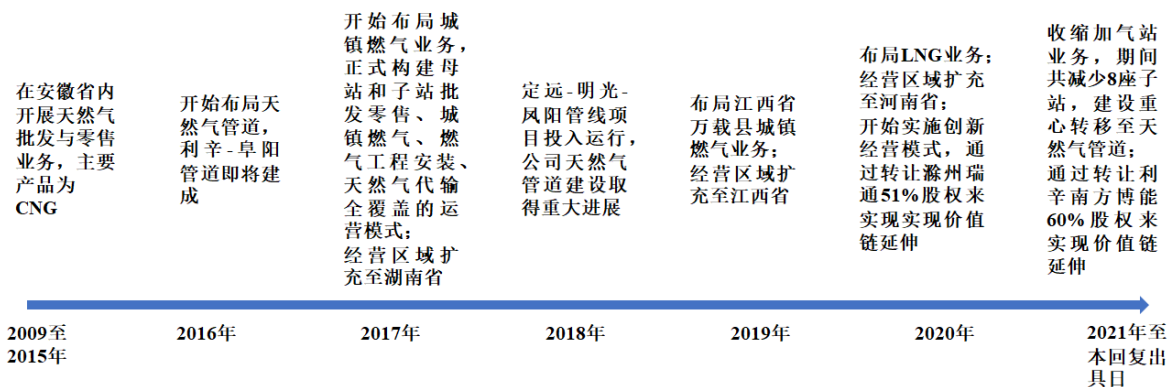 在安徽省内
开展天然气
批发与零售
业务，主要
产品为
CNG
开始布局天
然气管道，
利辛-阜阳
管道即将建
成
开始布局城
镇燃气业务，
正式构建母
站和子站批
发零售、城
镇燃气、燃
气工程安装、
天然气代输
全覆盖的运
营模式；
经营区域扩
充至湖南省
定远-明光-
凤阳管线项
目投入运行，
公司天然气
管道建设取
得重大进展
布局江西省
万载县城镇
燃气业务；
经营区域扩
充至江西省
布局LNG业务；
经营区域扩充
至河南省；
开始实施创新
经营模式，通
过转让滁州瑞
通51%股权来
实现实现价值
链延伸
收缩加气站
业务，期间
共减少8座子
站，建设重
心转移至天
然气管道；
通过转让利
辛南方博能
60%股权来
实现价值链
延伸
2009至
2015年
2016年
2017年
2018年
2019年
2020年
2021年至
本回复出
具日